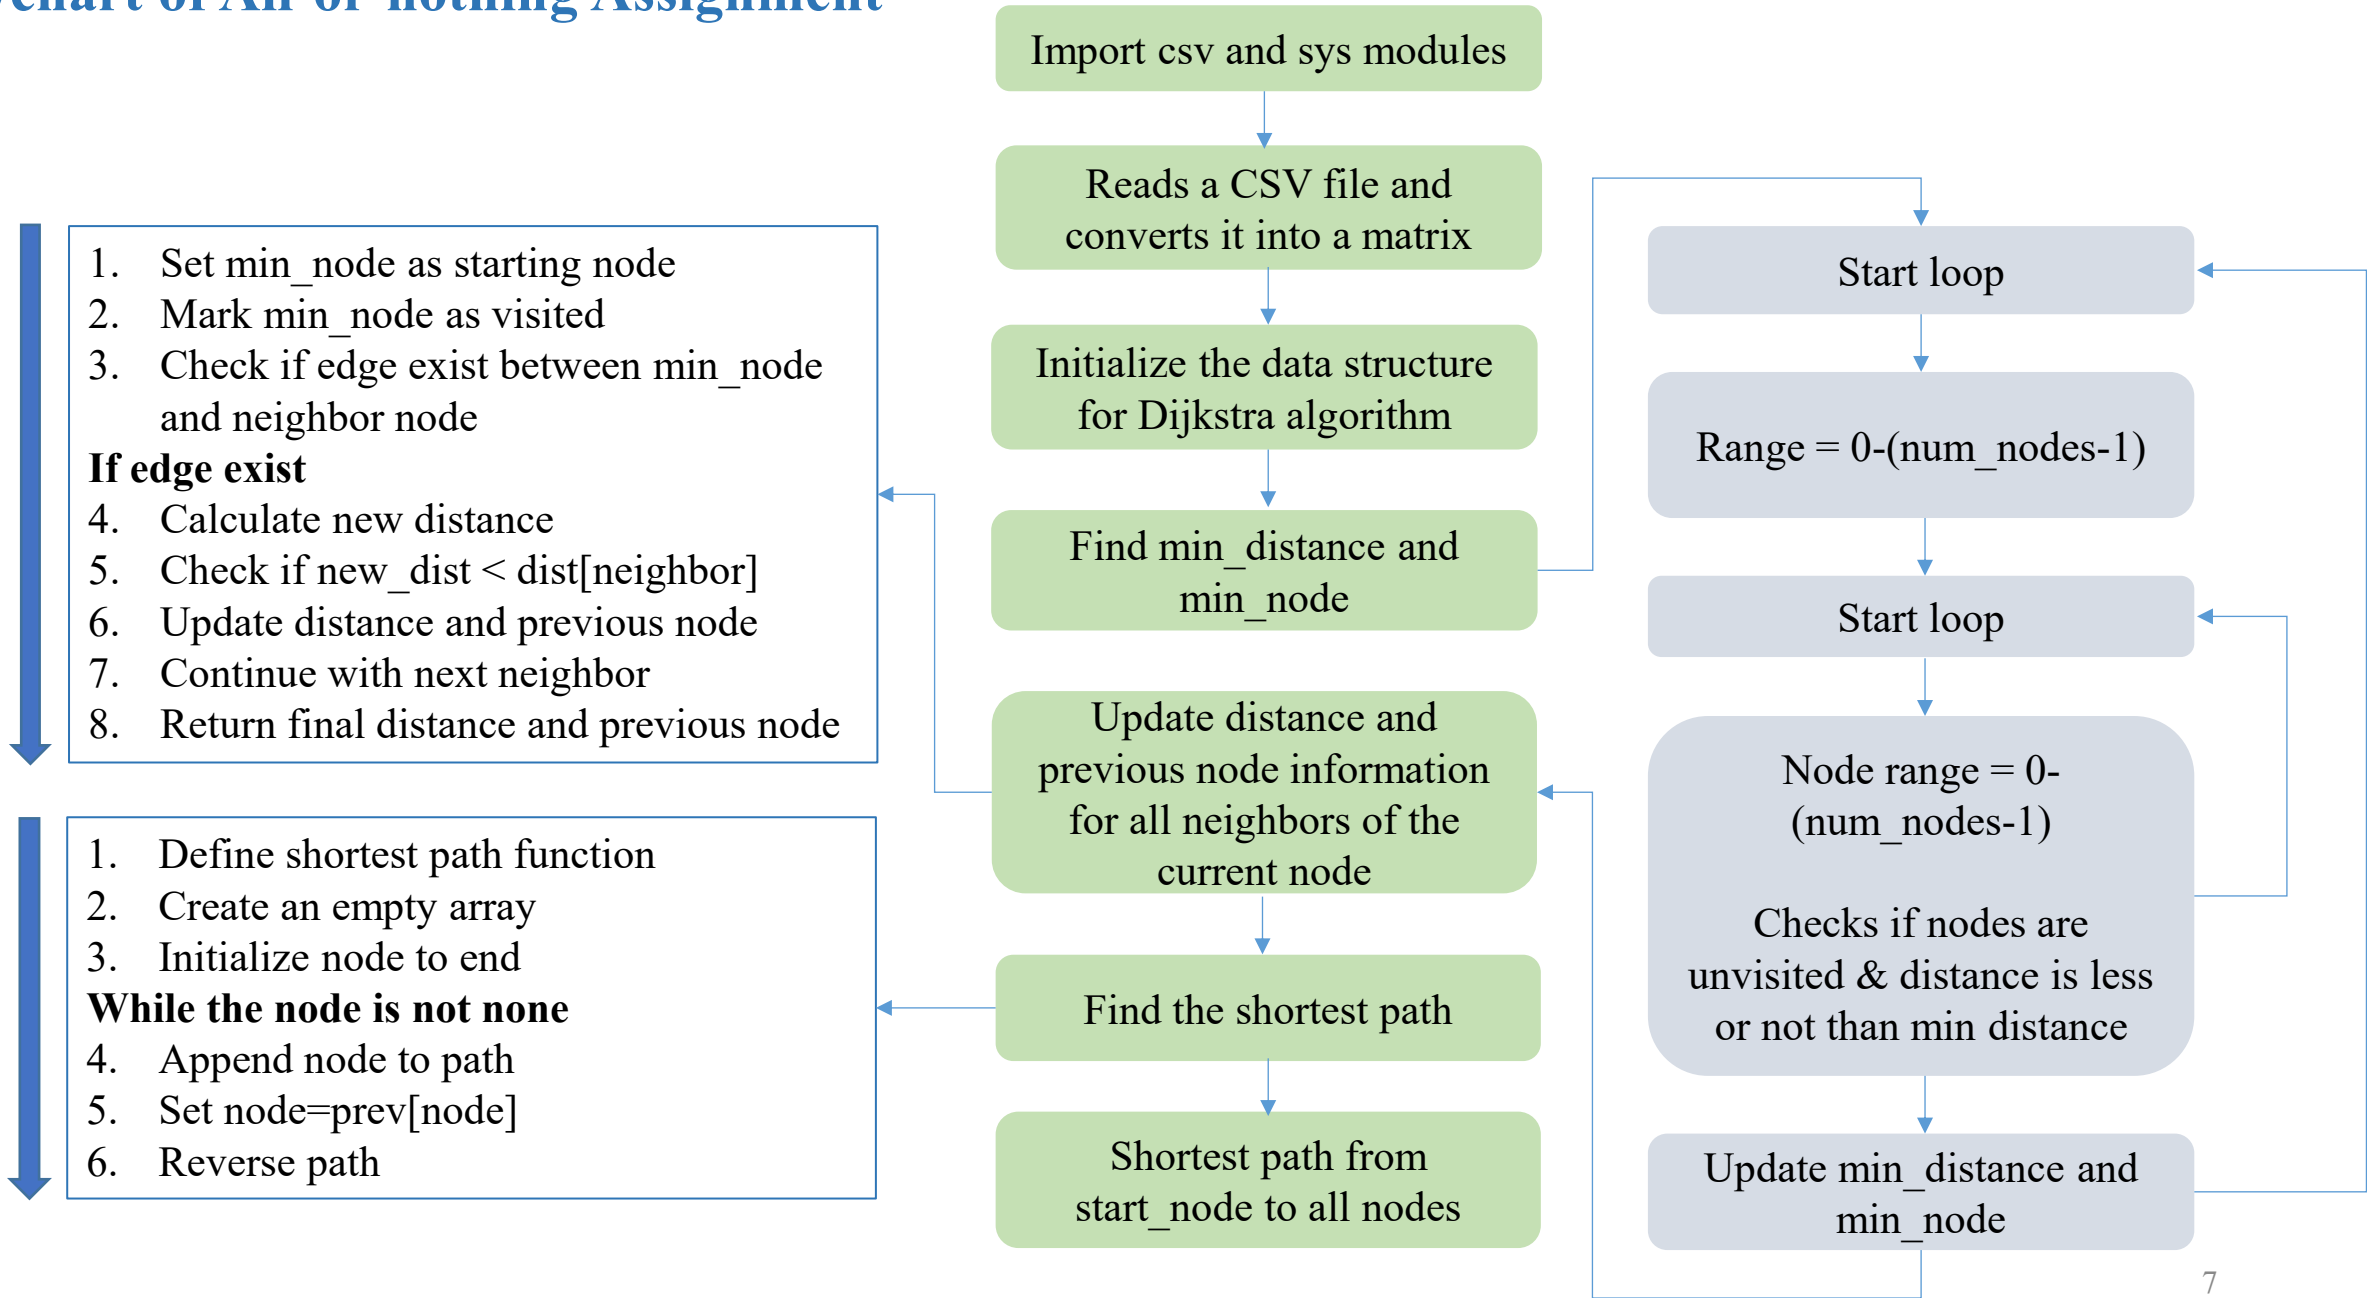 of All-or-nothing Assignment
Import csv and sys modules
Reads a CSV file and
converts it into a matrix
Initialize the data structure
for Dijkstra algorithm
Find min_distance and
min_node
Update distance and
previous node information
for all neighbors of the
current node
Find the shortest path
Shortest path from
start_node to all nodes
1. Set min_node as starting node
2. Mark min_node as visited
3. Check if edge exist between min_node
and neighbor node
If edge exist
4. Calculate new distance
5. Check if new_dist < dist[neighbor]
6. Update distance and previous node
7. Continue with next neighbor
8. Return final distance and previous node
1. Define shortest path function
2. Create an empty array
3. Initialize node to end
While the node is not none
4. Append node to path
5. Set node=prev[node]
6. Reverse path
Start loop
Range = 0-(num_nodes-1)
Start loop
Node range = 0-
(num_nodes-1)
Checks if nodes are
unvisited & distance is less
or not than min distance
Update min_distance and
min_node
7